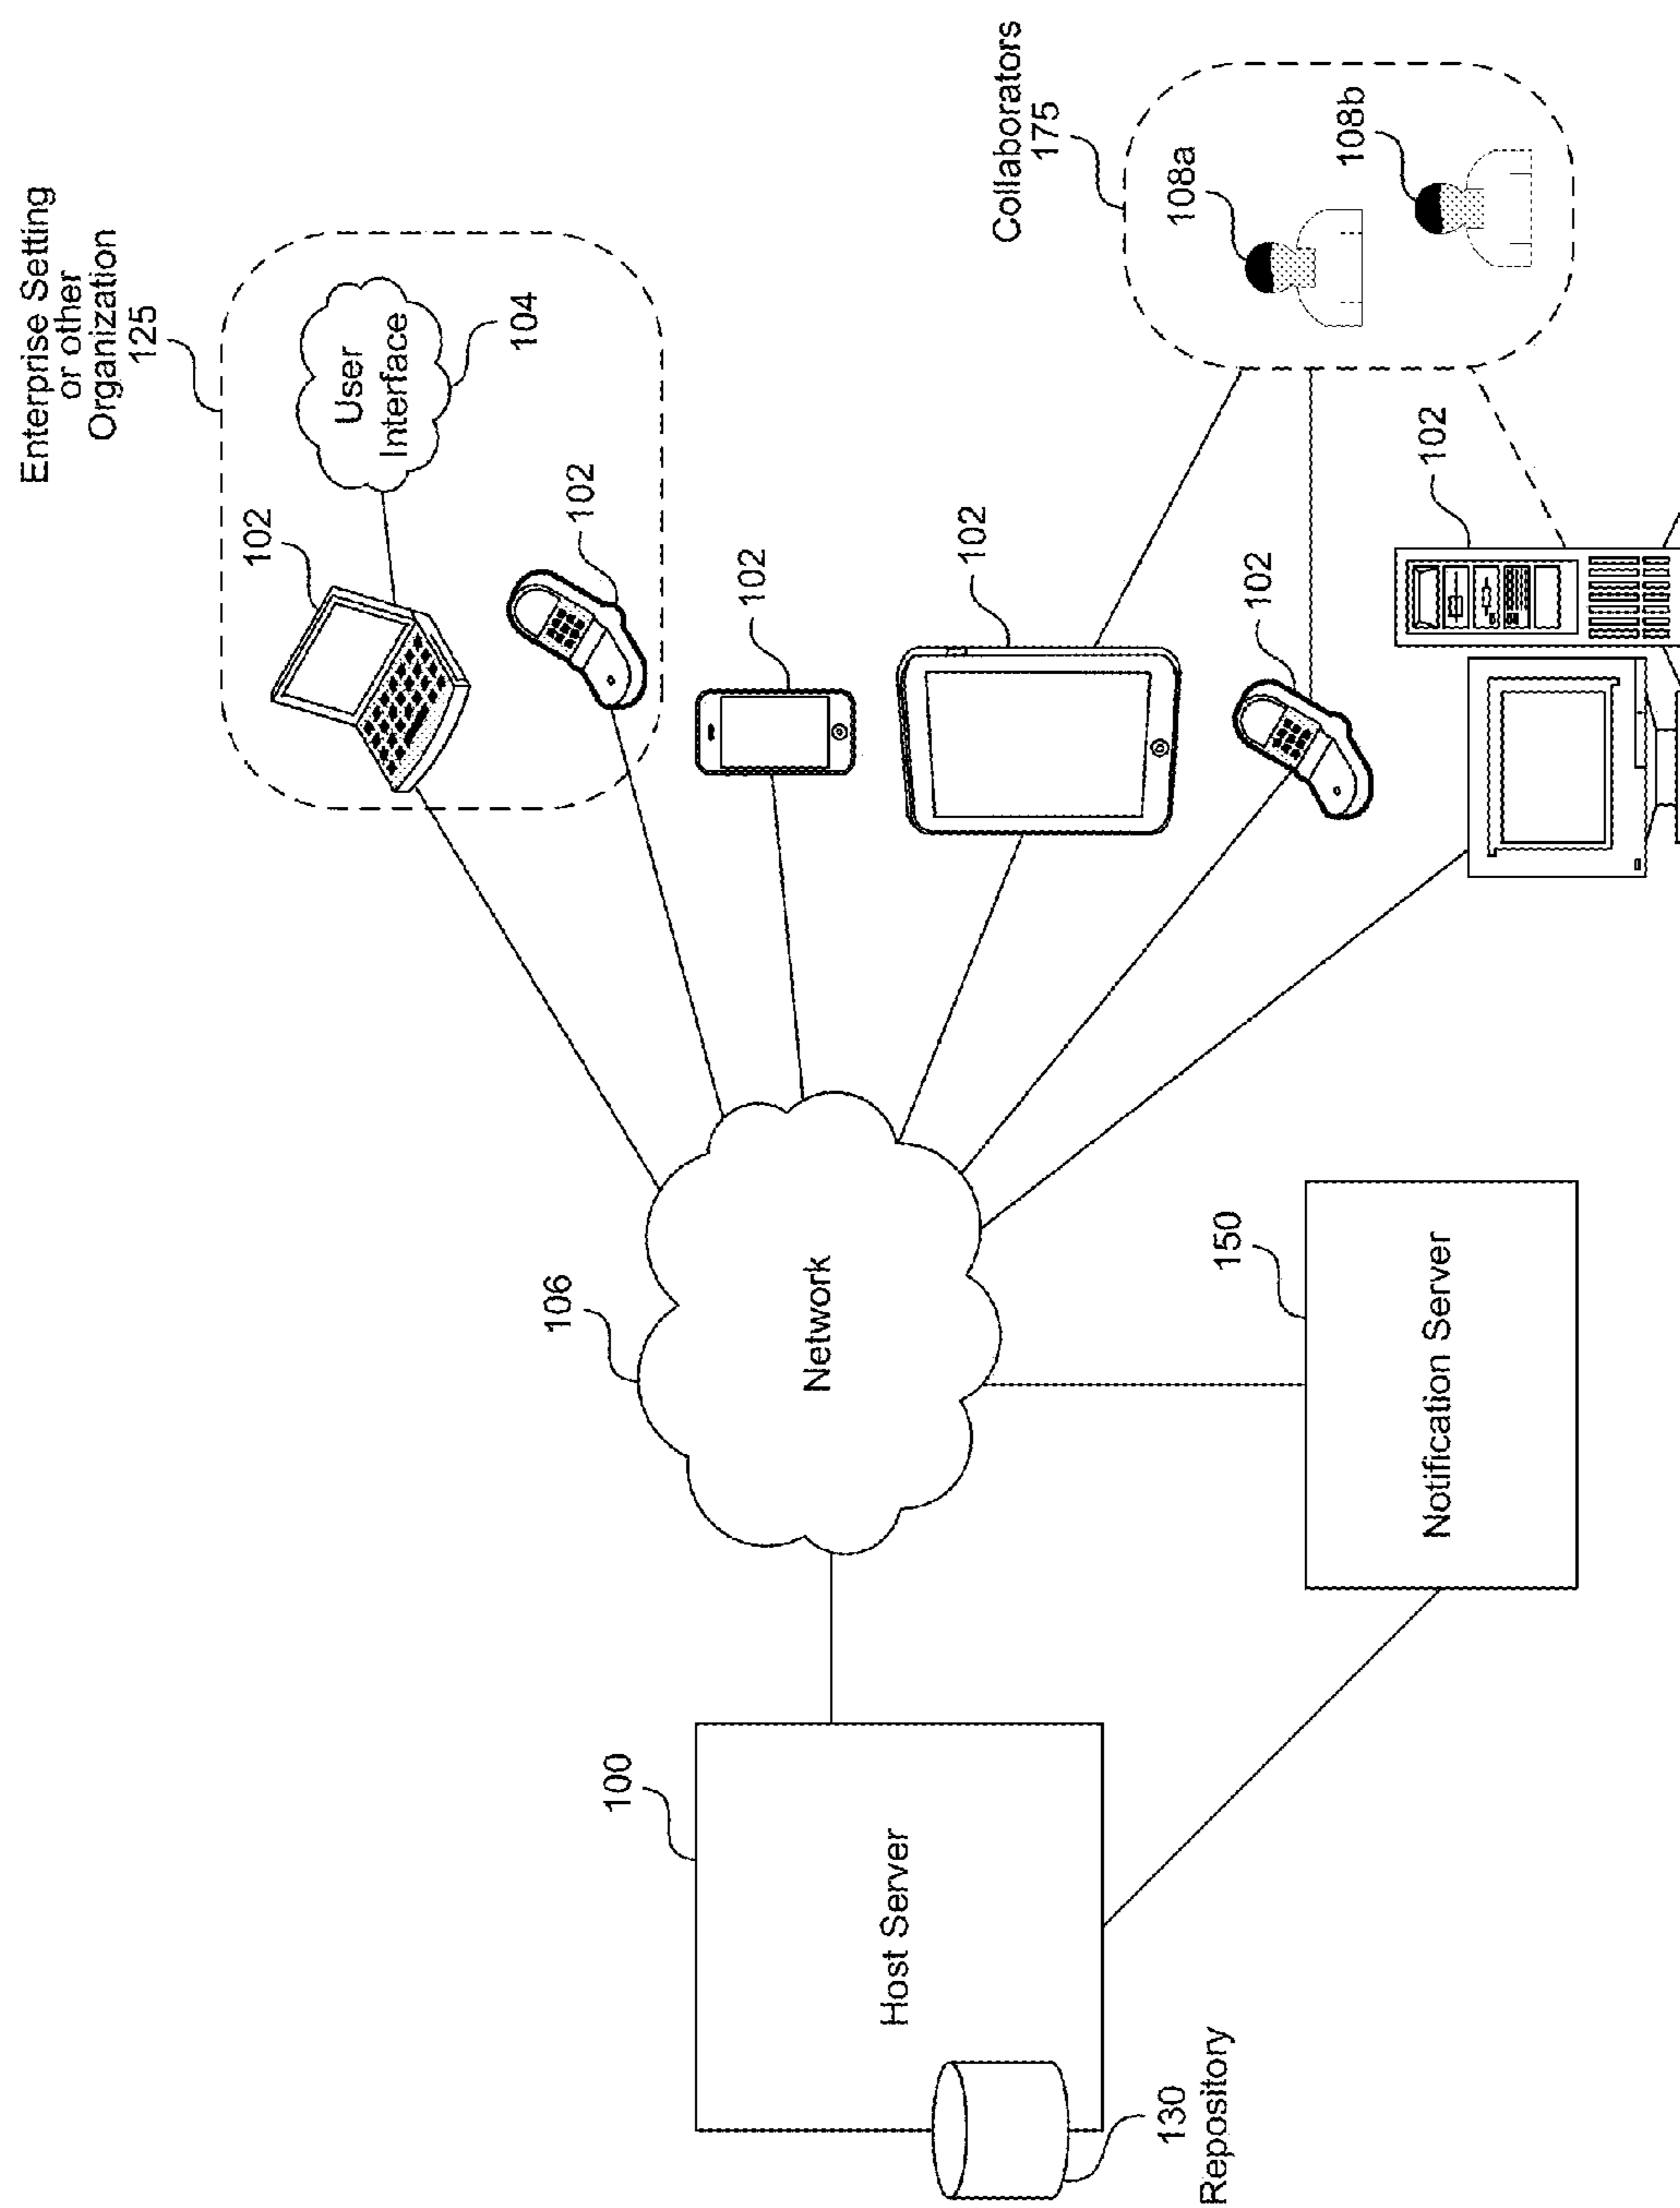 Enterprise Setting
or other
Organization
125
102
User
Interface
104
102
102
102
102
102
Collaborators
175
108a
108b
106
Network
150
Notification Server
100
Host Server
130
Repository